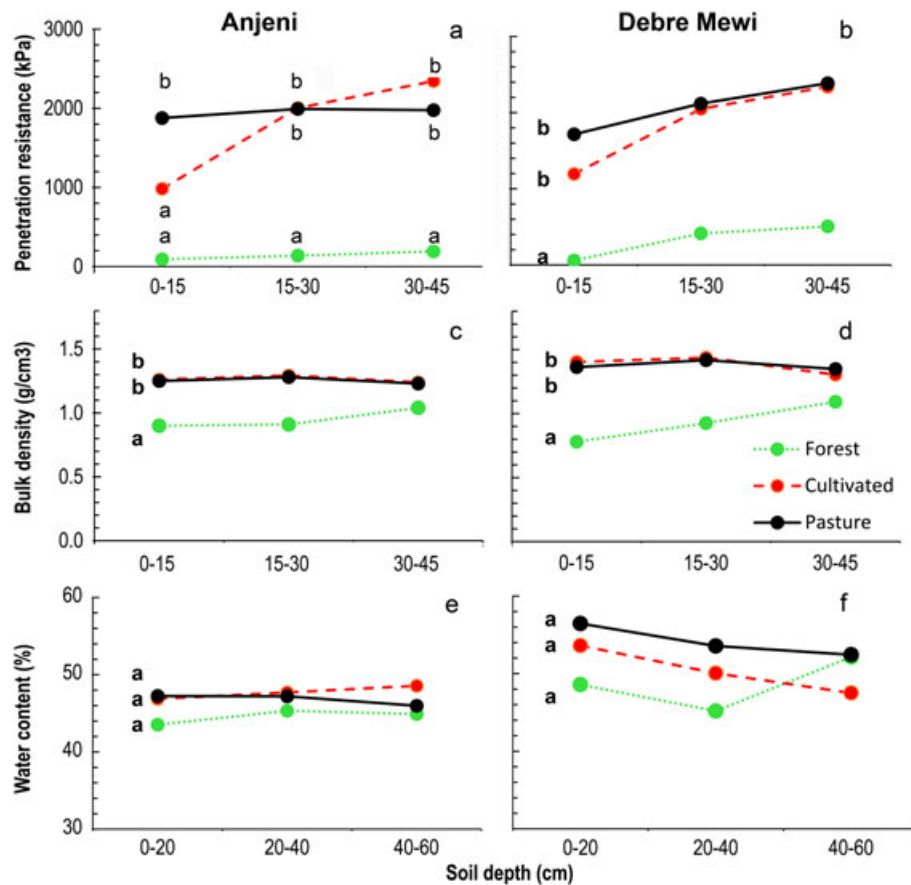 Anjeni Debre Mewi
Penetration resistance (kPa)
3000
2000
1000
0
a
b b b
b b
a
a a a
0-15 15-30 30-45
b
b
b
a
0-15 15-30 30-45
Bulk density (g/cm3)
1.5
1.0
0.5
0.0
c
b
b
a
0-15 15-30 30-45
d
b
b
a
Forest
Cultivated
Pasture
0-15 15-30 30-45
Water content (%)
60
50
40
30
e
a
a
a
0-20 20-40 40-60
f
a
a
a
0-20 20-40 40-60
Soil depth (cm)